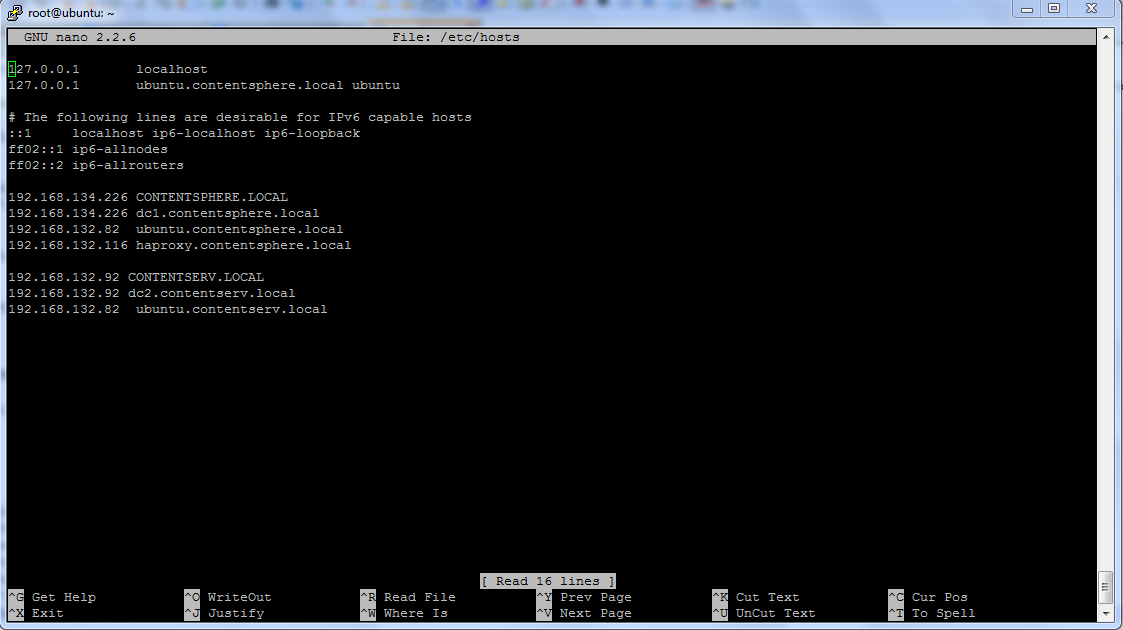 root@ubuntu: ~
GNU nano 2.2.6 File: /etc/hosts
127.0.0.1 localhost
127.0.0.1 ubuntu.contentsphere.local ubuntu
# The following lines are desirable for IPv6 capable hosts
::1 localhost ip6-localhost ip6-loopback
ff02::1 ip6-allnodes
ff02::2 ip6-allrouters
192.168.134.226 CONTENTSPHERE.LOCAL
192.168.134.226 dc1.contentsphere.local
192.168.132.82 ubuntu.contentsphere.local
192.168.132.116 haproxy.contentsphere.local
192.168.132.92 CONTENTSERV.LOCAL
192.168.132.92 dc2.contentserv.local
192.168.132.82 ubuntu.contentserv.local
[ Read 16 lines ]
^G Get Help ^O WriteOut ^R Read File ^Y Prev Page ^K Cut Text ^C Cur Pos
^X Exit ^J Justify ^W Where Is ^V Next Page ^U UnCut Text ^T To Spell